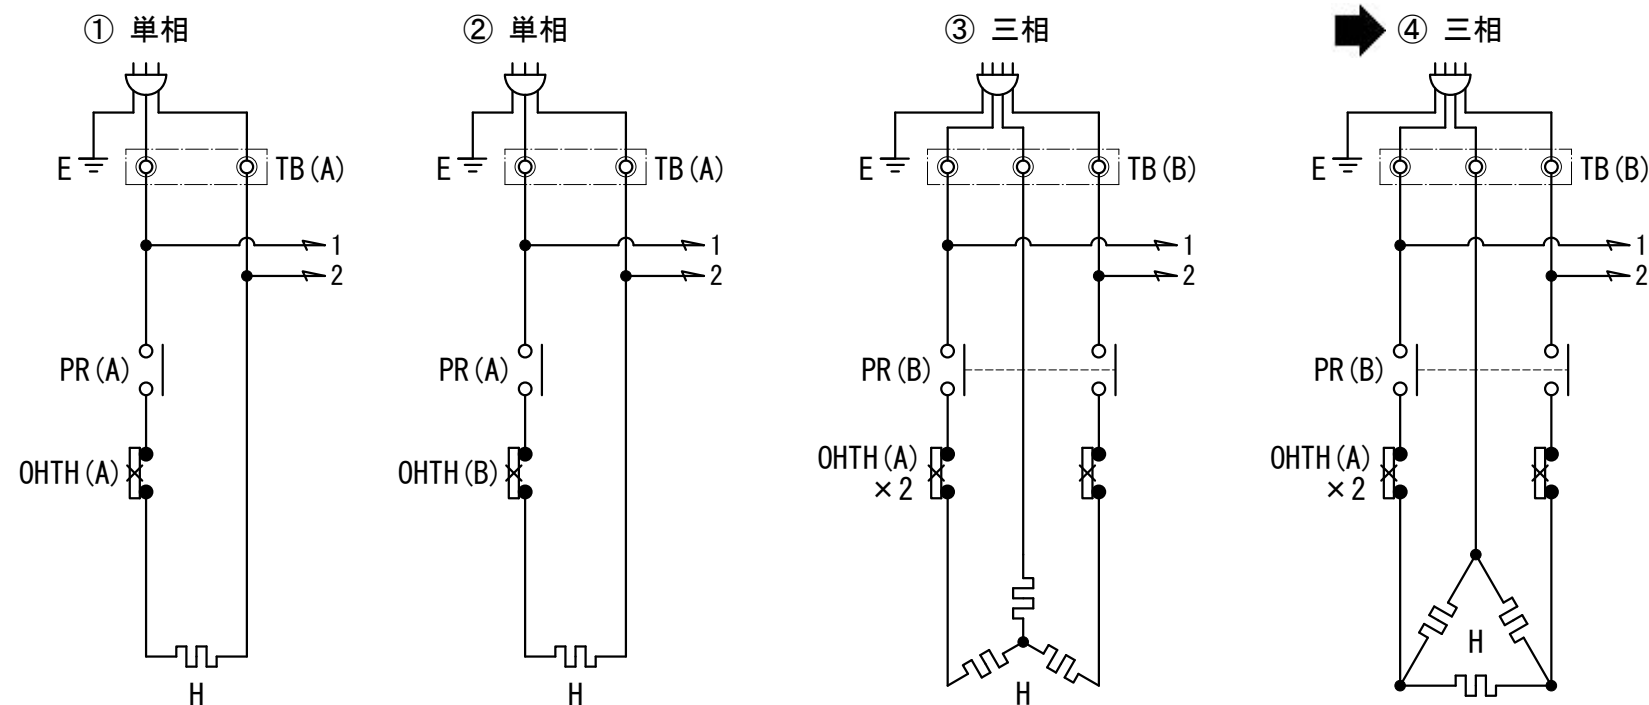 ① 単相
② 単相
③ 三相
④ 三相
E
TB(A)
E
TB(A)
E
TB(B)
E
TB(B)
1
1
1
1
2
2
2
2
PR(A)
PR(A)
PR(B)
PR(B)
OHTH(A)
OHTH(B)
OHTH(A)
×2
OHTH(A)
×2
H
H
H
H